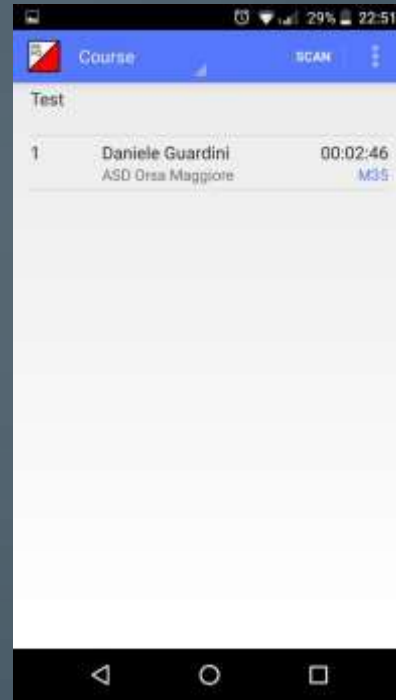 29% 22:51
Course SCAN
Test
1 Daniele Guardini 00:02:46
ASD Orsa Maggiore M35